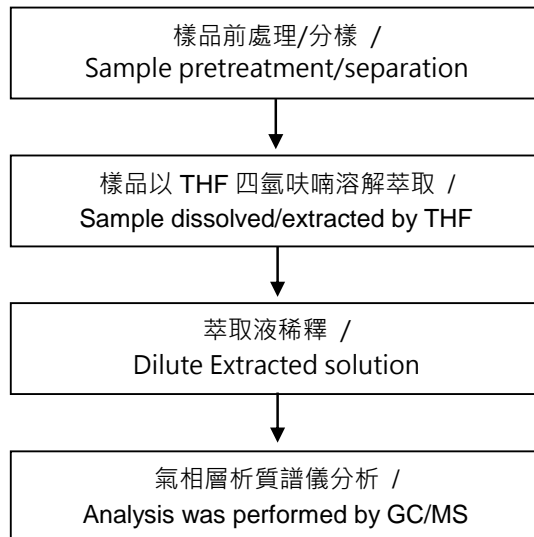 樣品前處理/分樣 /
Sample pretreatment/separation
樣品以 THF 四氫呋喃溶解萃取 /
Sample dissolved/extracted by THF
萃取液稀釋 /
Dilute Extracted solution
氣相層析質譜儀分析 /
Analysis was performed by GC/MS